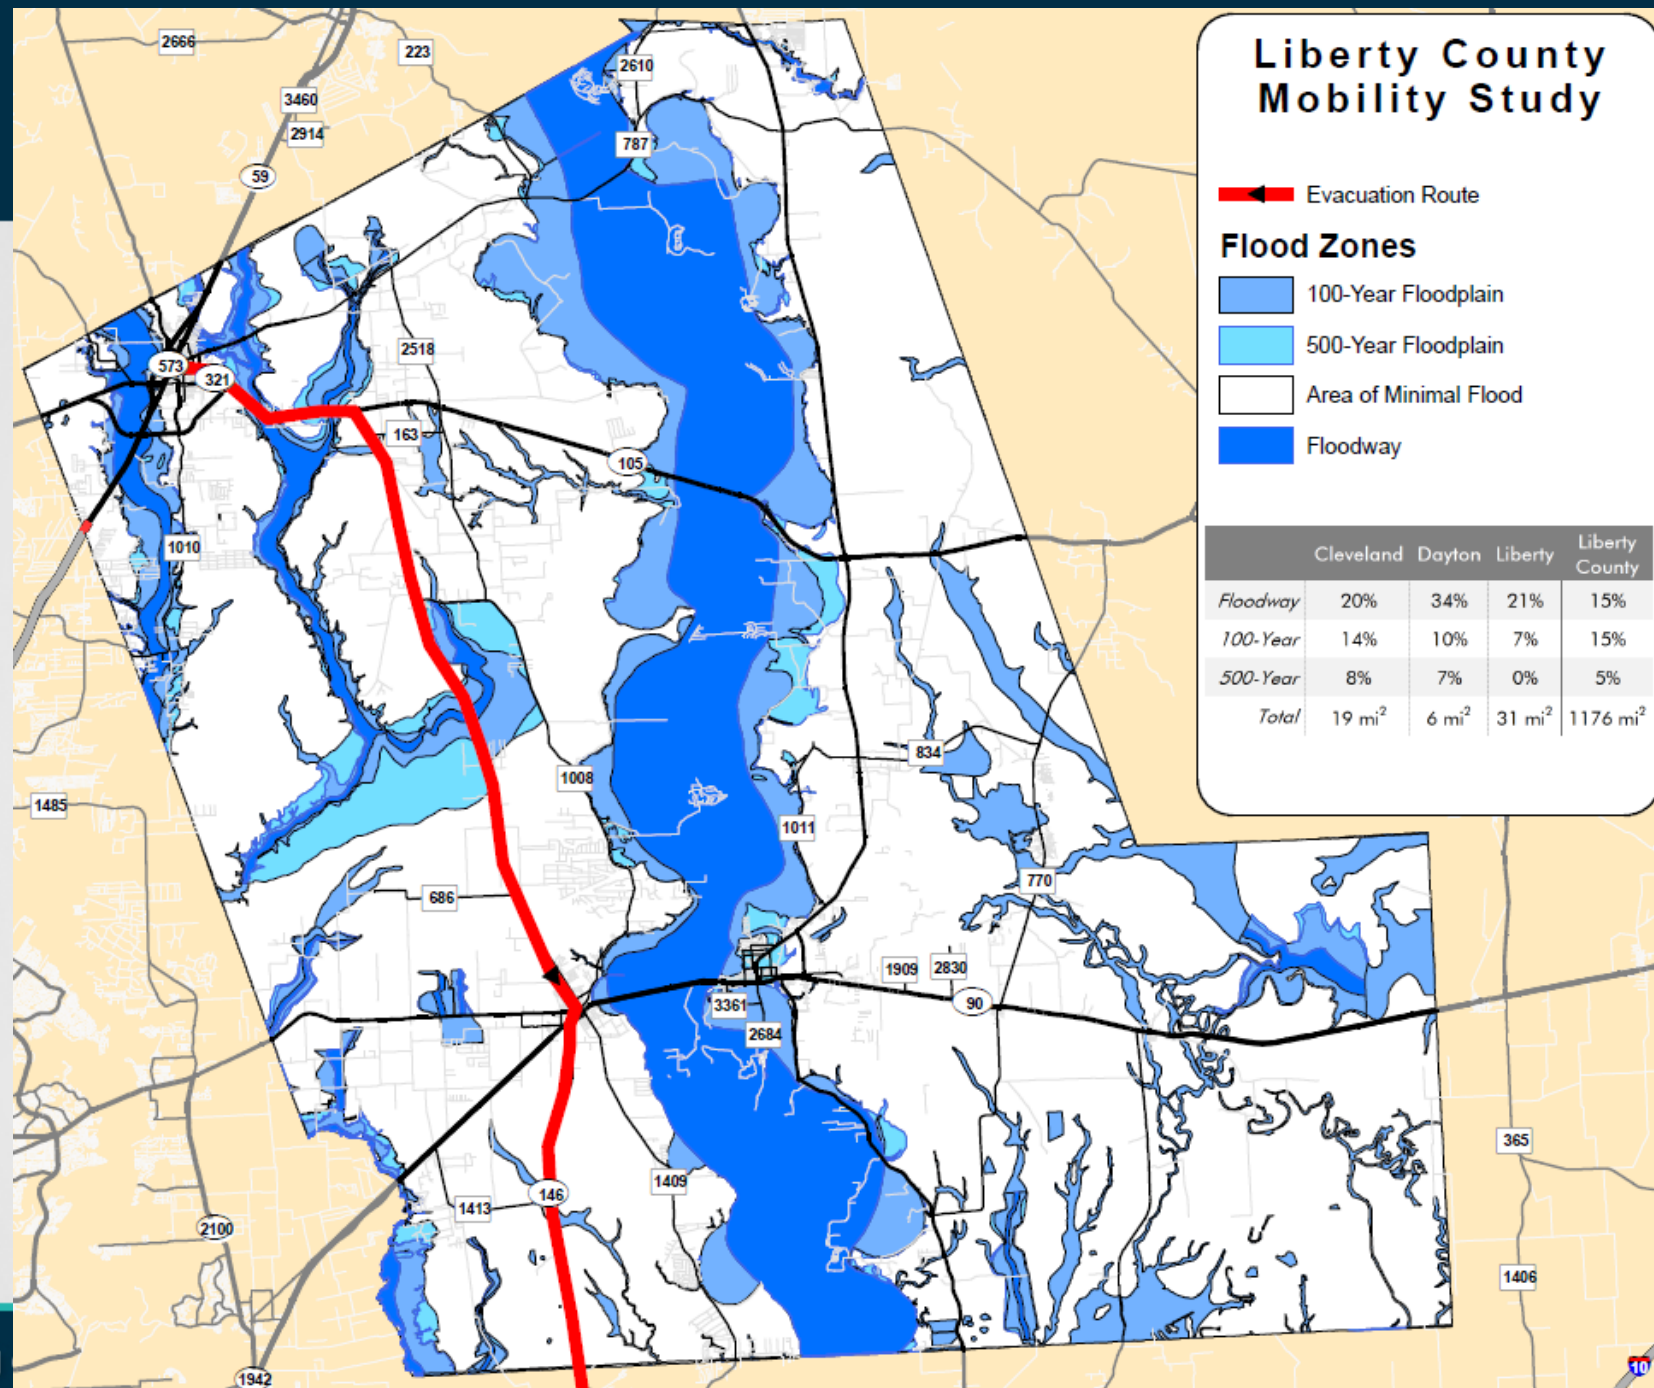 Liberty County
Mobility Study
Evacuation Route
Flood Zones
100-Year Floodplain
500-Year Floodplain
Area of Minimal Flood
Floodway
Cleveland Dayton Liberty Liberty County
Floodway 20% 34% 21% 15%
100-Year 14% 10% 7% 15%
500-Year 8% 7% 0% 5%
Total 19 mi² 6 mi² 31 mi² 1176 mi²
2666
223
2610
3460
2914
787
59
2518
573
321
163
105
1010
834
1008
1485
1011
770
686
1909
2830
90
3361
2684
365
1409
146
1413
2100
1406
1942
10